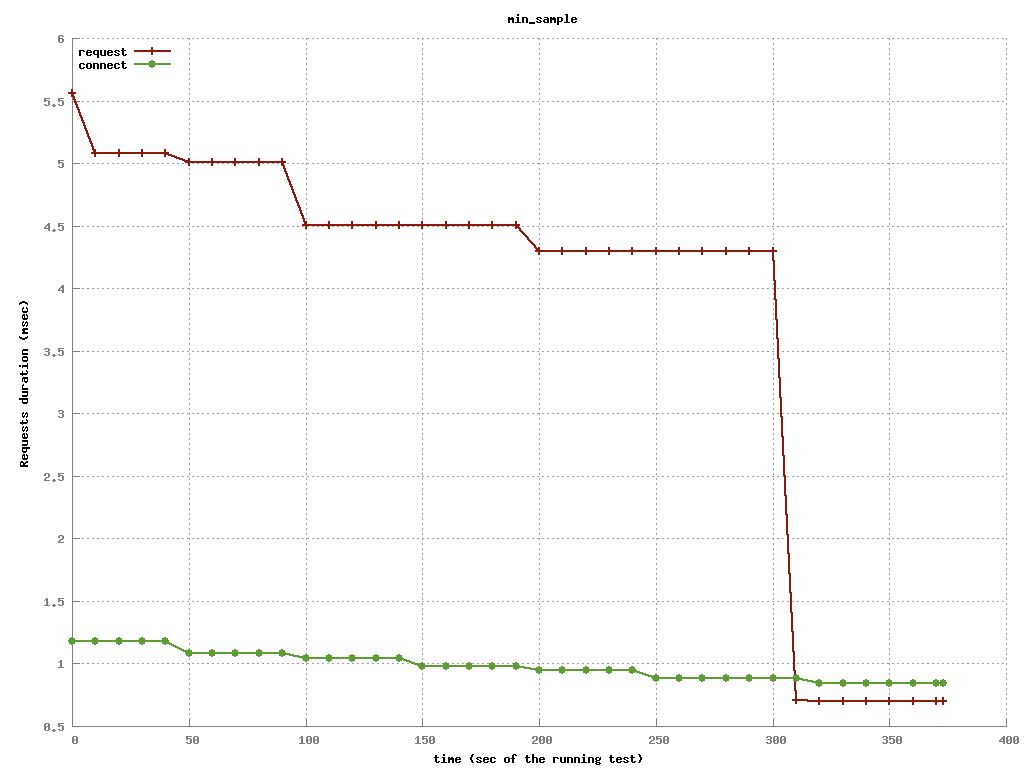 min_sample
request
connect
6
5.5
5
4.5
4
3.5
3
2.5
2
1.5
1
0.5
Requests duration (msec)
0 50 100 150 200 250 300 350 400
time (sec of the running test)